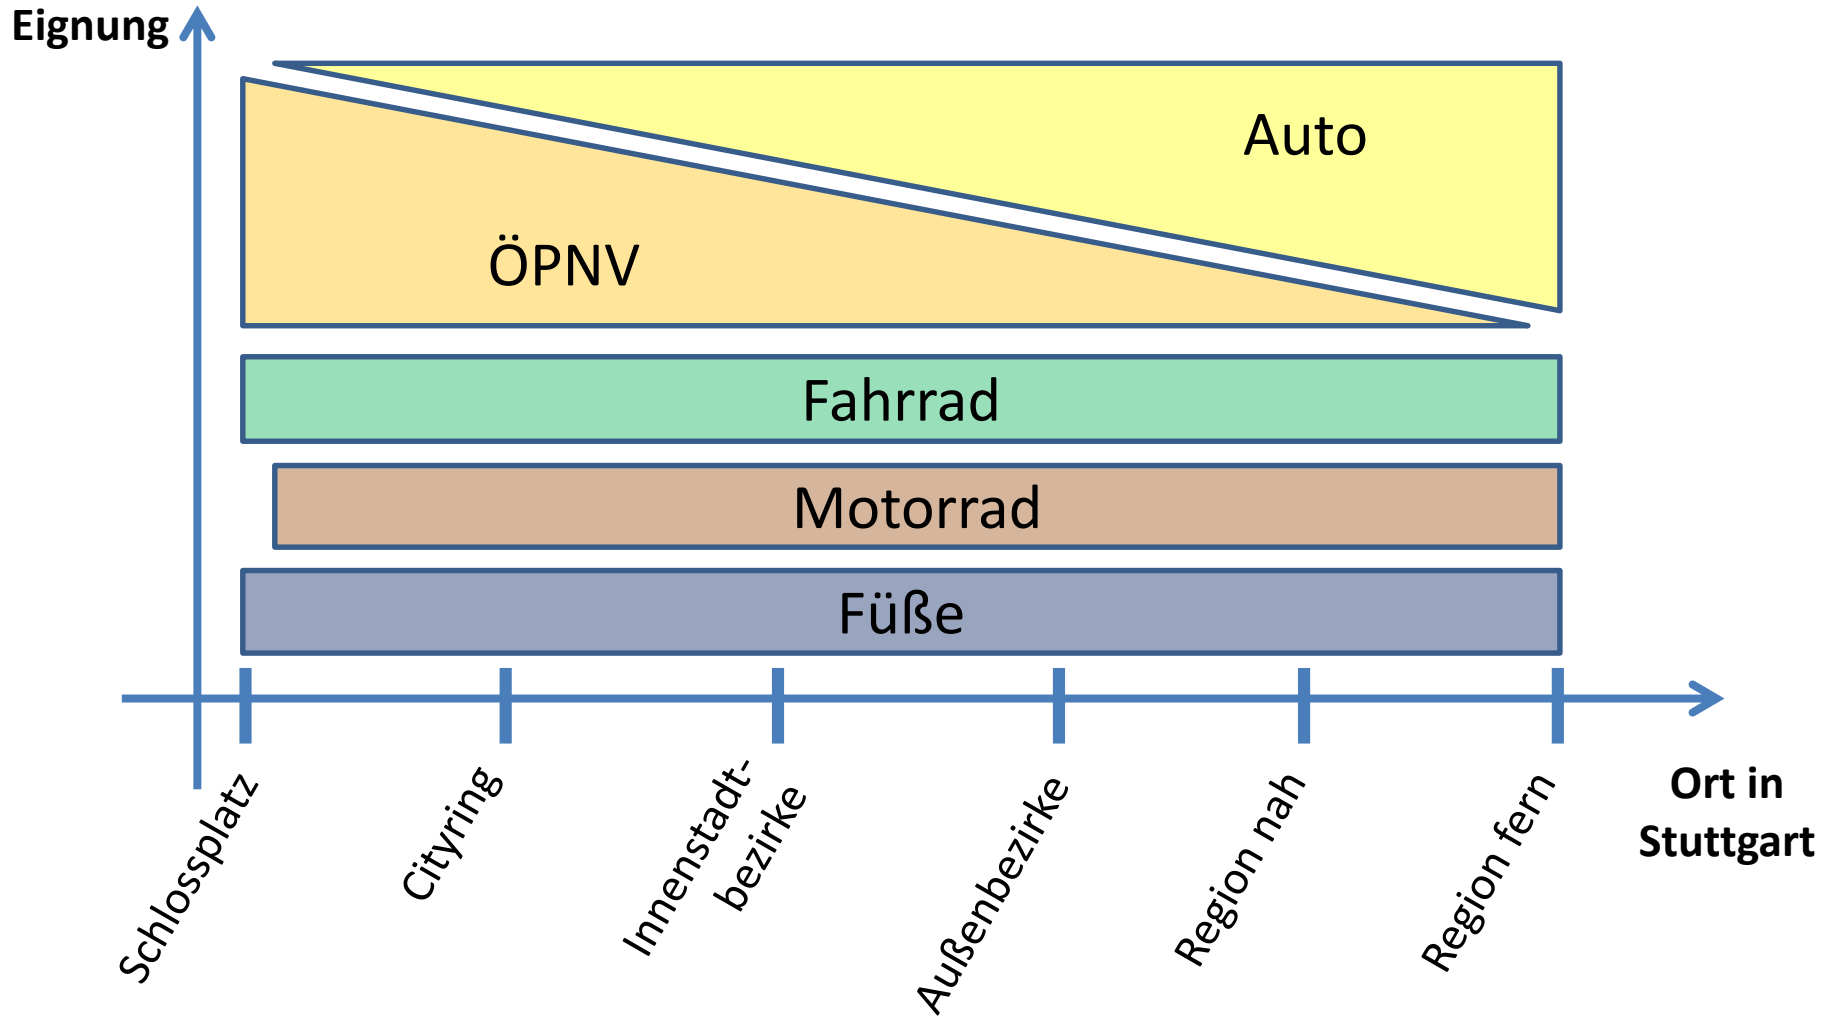 Eignung
Auto
ÖPNV
Fahrrad
Motorrad
Füße
Schlossplatz
Cityring
Innenstadt-
bezirke
Außenbezirke
Region nah
Region fern
Ort in
Stuttgart